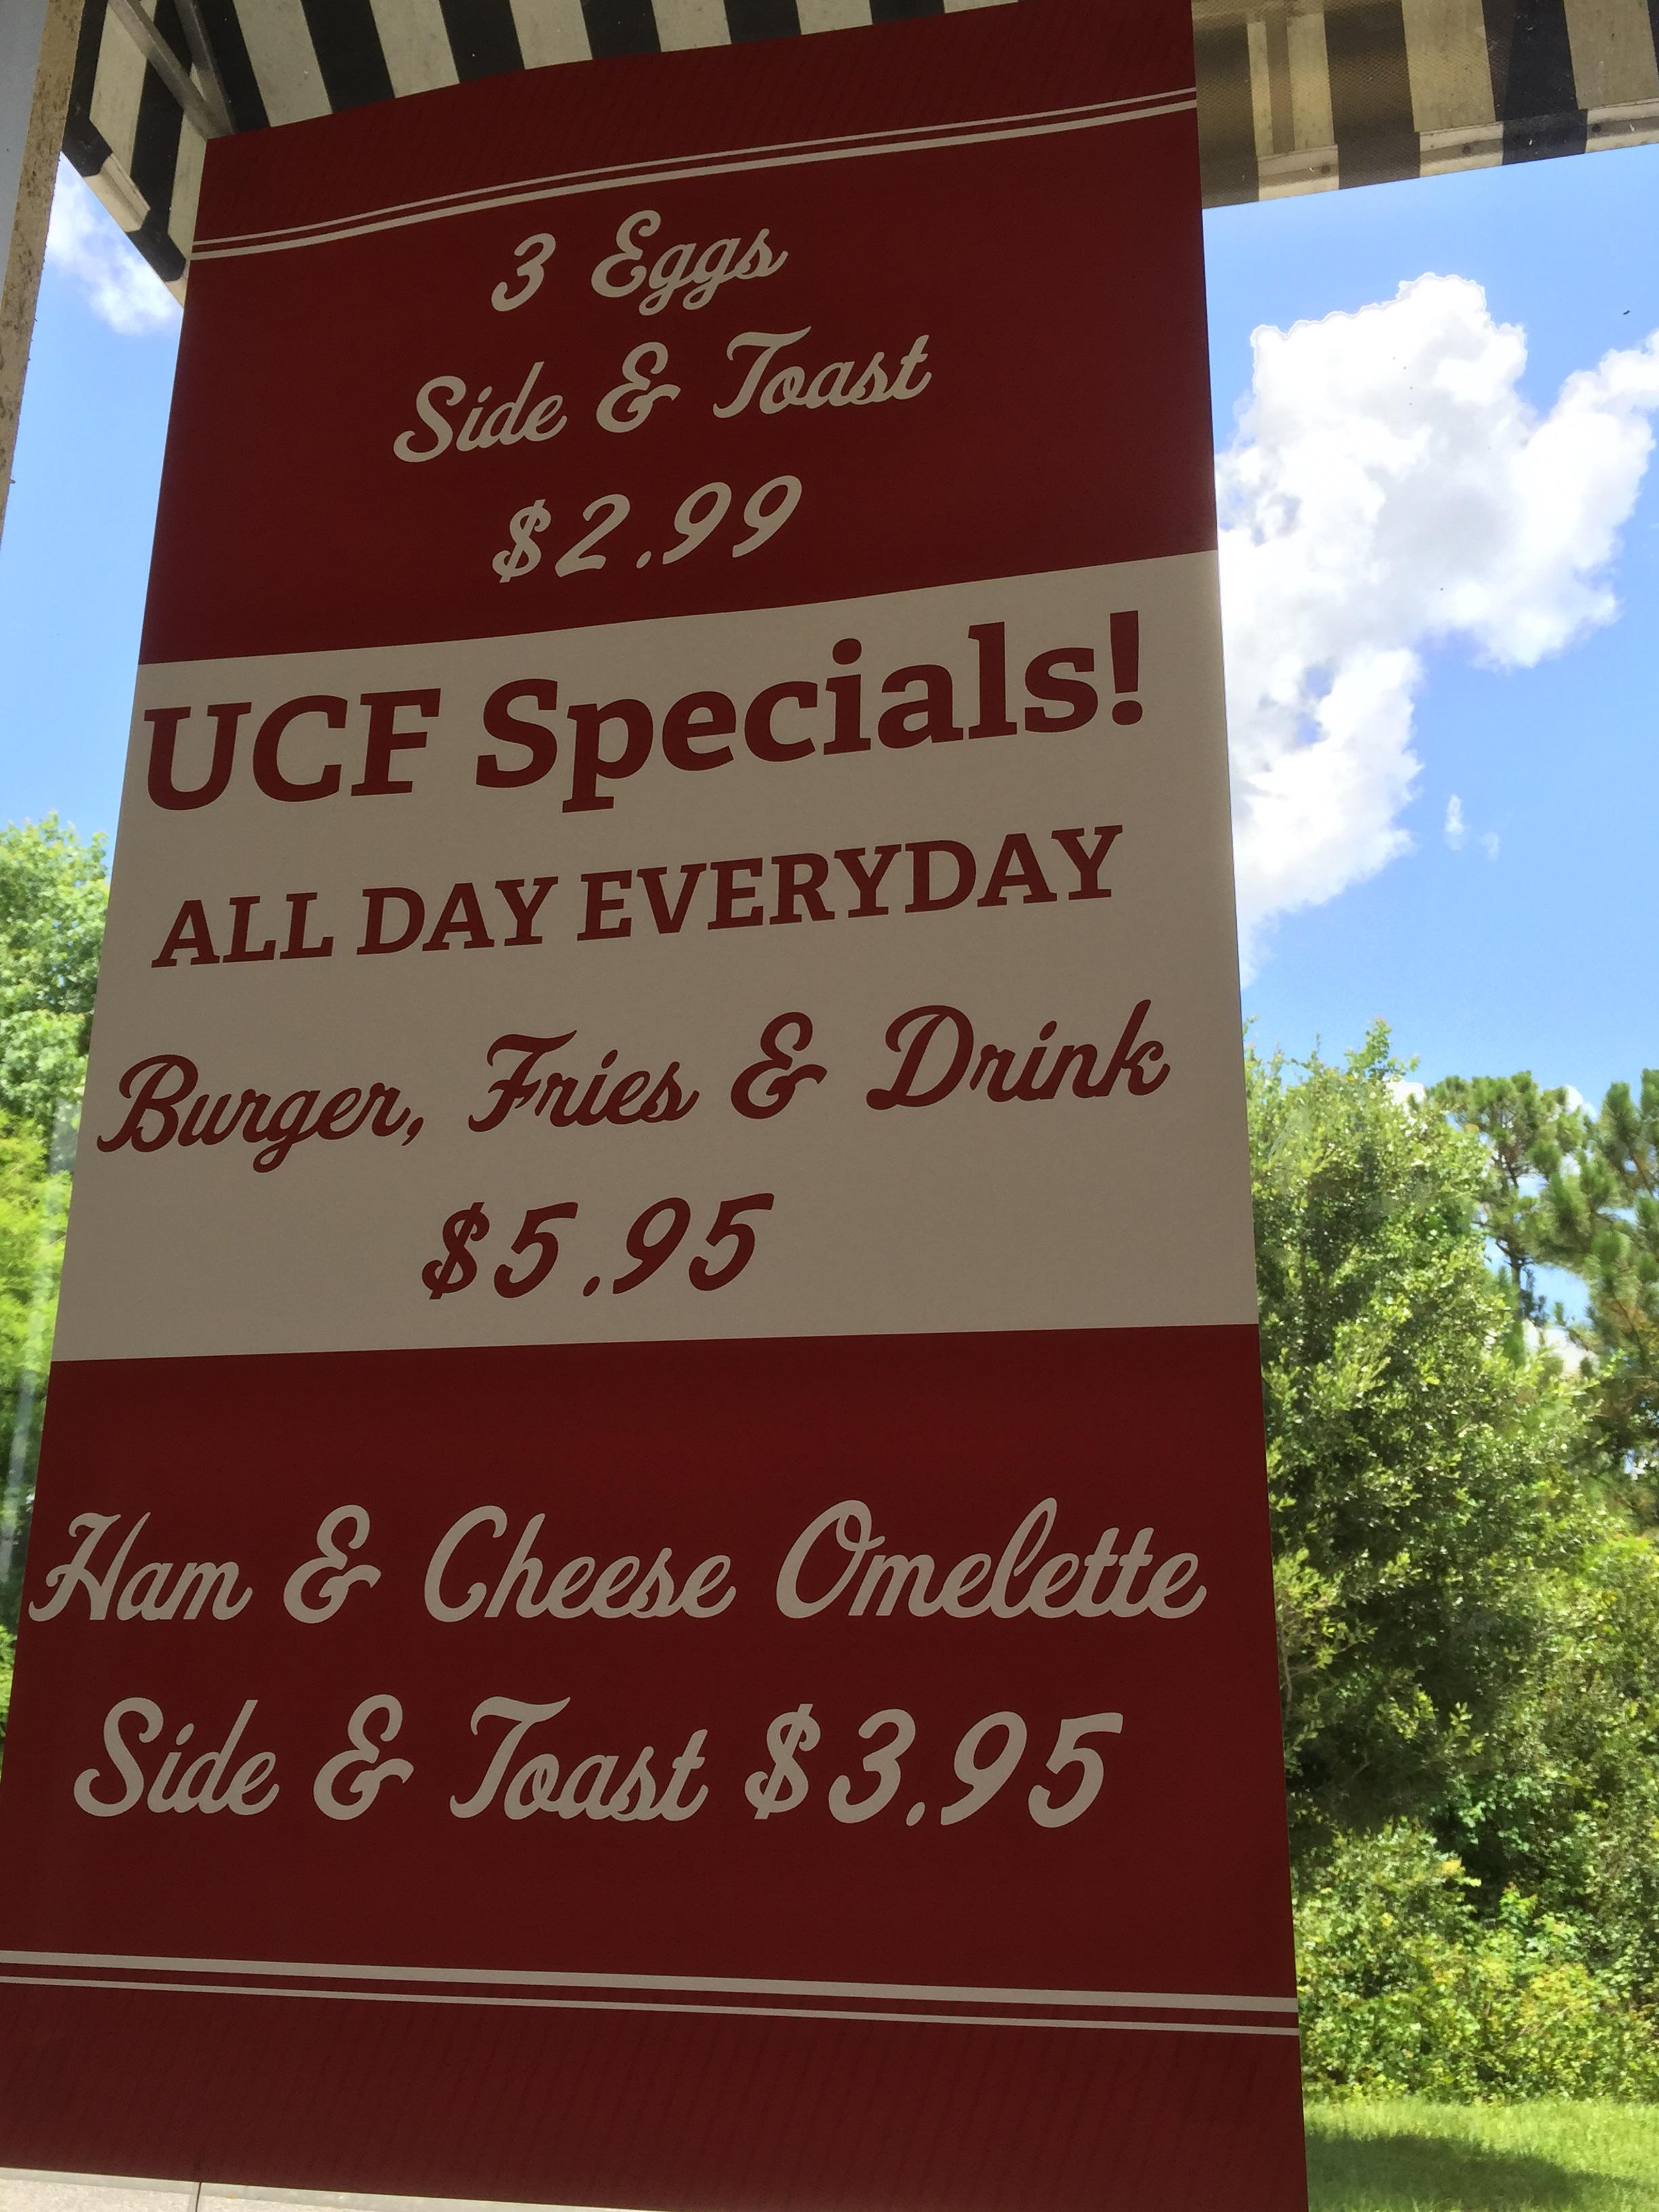 3 Eggs
Side & Toast
$2.99
UCF Specials!
ALL DAY EVERYDAY
Burger, Fries & Drink
$5.95
Ham & Cheese Omelette
Side & Toast $3.95